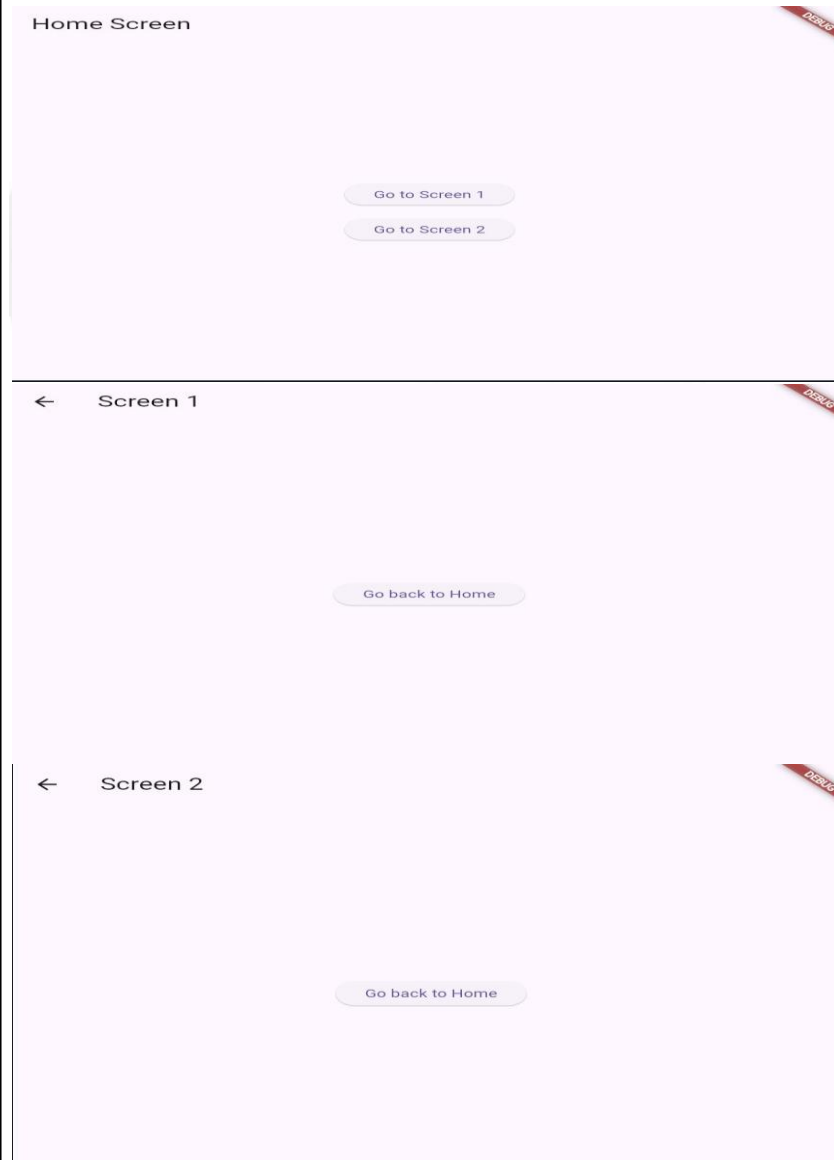 Home Screen
DEBUG
Go to Screen 1
Go to Screen 2
← Screen 1
DEBUG
Go back to Home
← Screen 2
DEBUG
Go back to Home